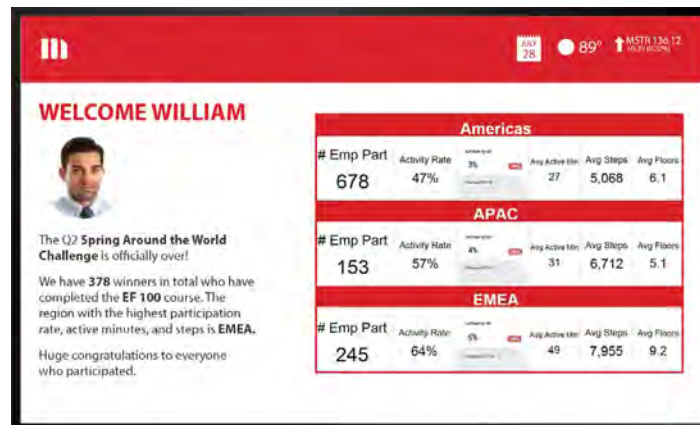 JULY
28
89°
MSTR 136.12
WELCOME WILLIAM
The Q2 Spring Around the World
Challenge is officially over!
We have 378 winners in total who have
completed the EF 100 course. The
region with the highest participation
rate, active minutes, and steps is EMEA.
Huge congratulations to everyone
who participated.
Americas
# Emp Part Activity Rate Avg Active Min Avg Steps Avg Floors
678 47% 3% 27 5,068 6.1
APAC
# Emp Part Activity Rate Avg Active Min Avg Steps Avg Floors
153 57% 4% 31 6,712 5.1
EMEA
# Emp Part Activity Rate Avg Active Min Avg Steps Avg Floors
245 64% 5% 49 7,955 9.2